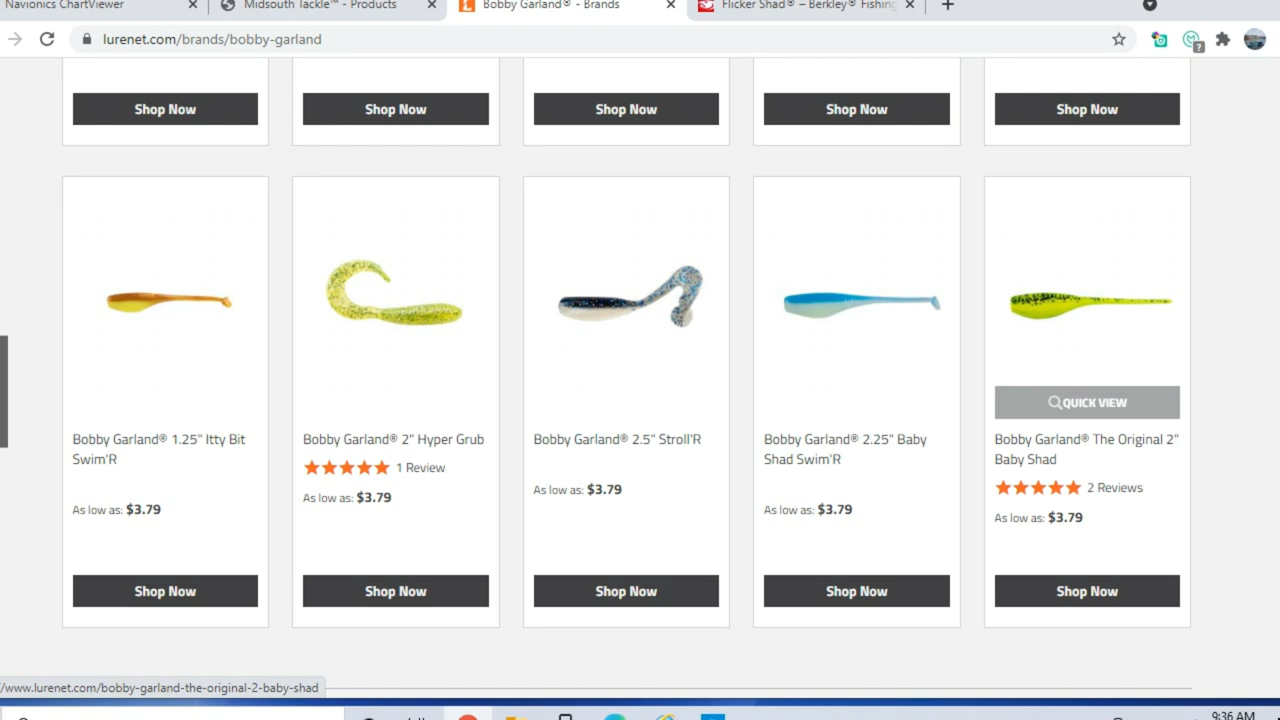 Navionics ChartViewer
Midsouth Tackle™ - Products
Bobby Garland® - Brands
Flicker Shad® – Berkley® Fishing
lurenet.com/brands/bobby-garland
?
Shop Now
Shop Now
Shop Now
Shop Now
Shop Now
QUICK VIEW
Bobby Garland® 1.25" Itty Bit
Swim'R
As low as: $3.79
Shop Now
Bobby Garland® 2" Hyper Grub
1 Review
As low as: $3.79
Shop Now
Bobby Garland® 2.5" Stroll'R
As low as: $3.79
Shop Now
Bobby Garland® 2.25" Baby
Shad Swim'R
As low as: $3.79
Shop Now
Bobby Garland® The Original 2"
Baby Shad
2 Reviews
As low as: $3.79
Shop Now
/www.lurenet.com/bobby-garland-the-original-2-baby-shad
9:36 AM